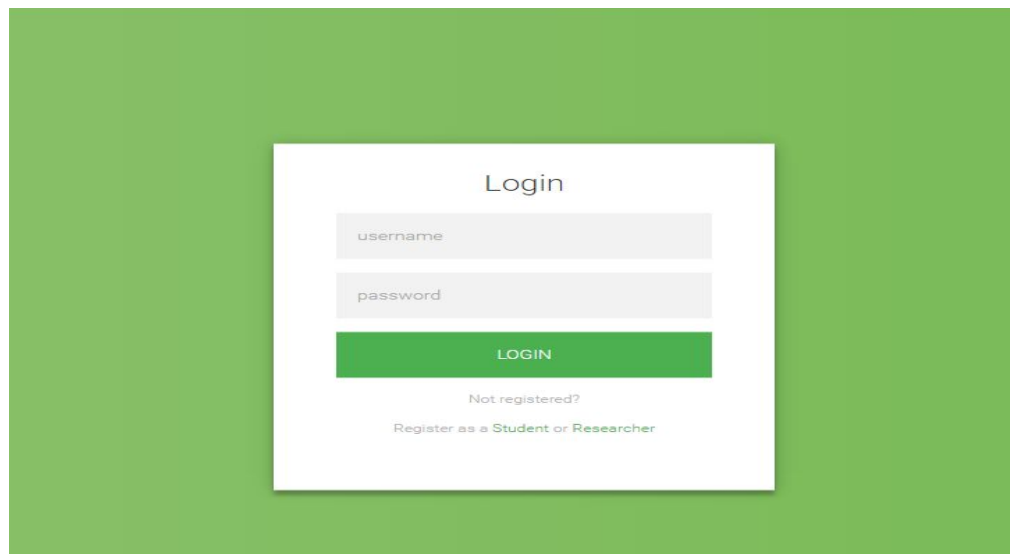 Login
username
password
LOGIN
Not registered?
Register as a Student or Researcher